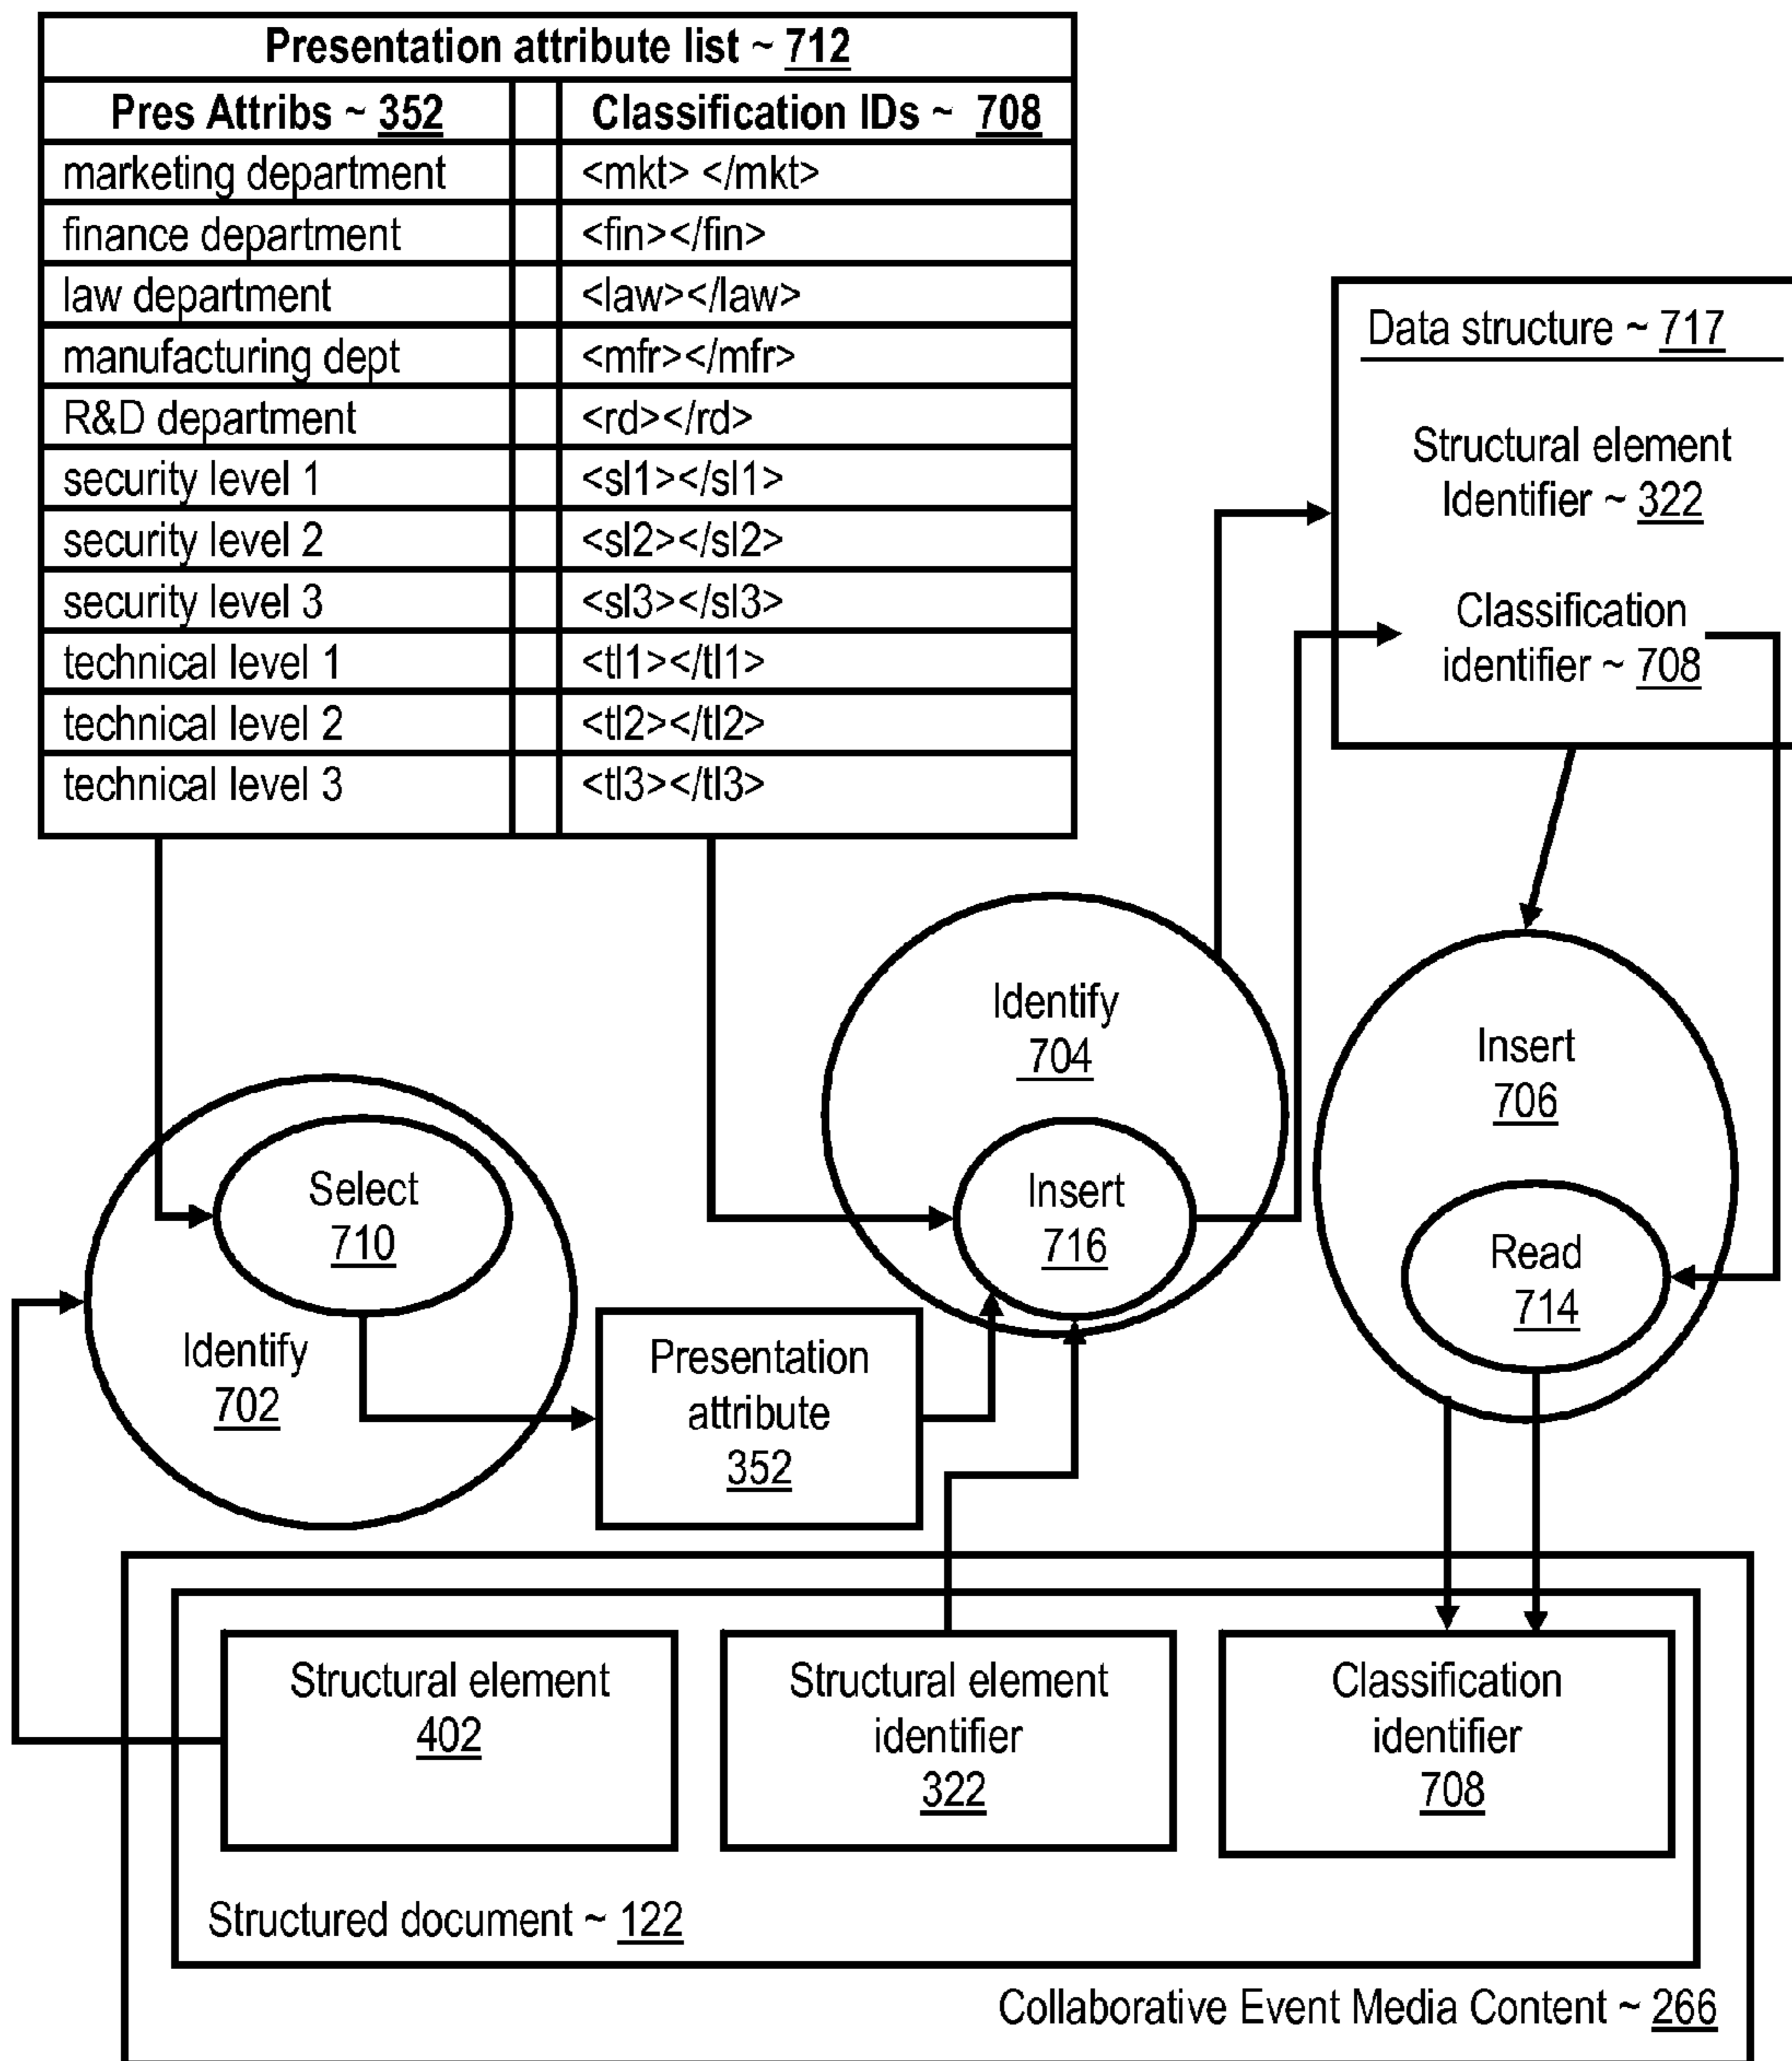 Presentation attribute list ~ 712
Pres Attribs ~ 352 Classification IDs ~ 708
marketing department <mkt> </mkt>
finance department <fin></fin>
law department <law></law>
manufacturing dept <mfr></mfr>
R&D department <rd></rd>
security level 1 <sl1></sl1>
security level 2 <sl2></sl2>
security level 3 <sl3></sl3>
technical level 1 <tl1></tl1>
technical level 2 <tl2></tl2>
technical level 3 <tl3></tl3>
Data structure ~ 717
Structural element
Identifier ~ 322
Classification
identifier ~ 708
Identify
704
Insert
716
Insert
706
Read
714
Select
710
Identify
702
Presentation
attribute
352
Structural element
402
Structural element
identifier
322
Classification
identifier
708
Structured document ~ 122
Collaborative Event Media Content ~ 266